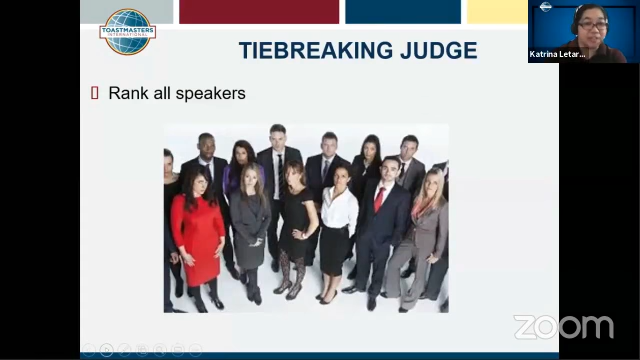 TOASTMASTERS
INTERNATIONAL
TIEBREAKING JUDGE
Katrina Letar...
Rank all speakers
zoom